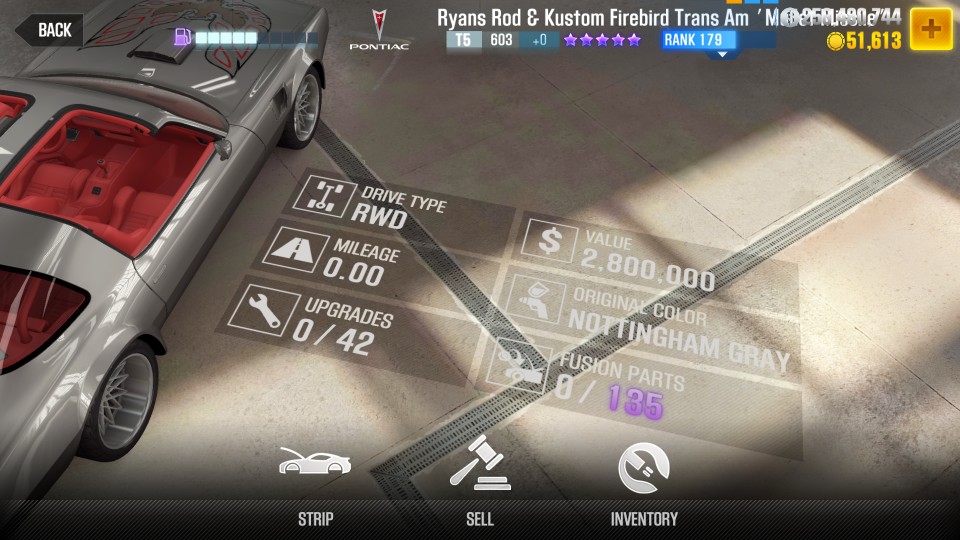 BACK
PONTIAC
Ryans Rod & Kustom Firebird Trans Am 'M
T5 603 +0 RANK 179
51,613
DRIVE TYPE
RWD
MILEAGE
0.00
UPGRADES
0 / 42
$ VALUE
2,800,000
ORIGINAL COLOR
NOTTINGHAM GRAY
FUSION PARTS
0 / 135
STRIP
SELL
INVENTORY